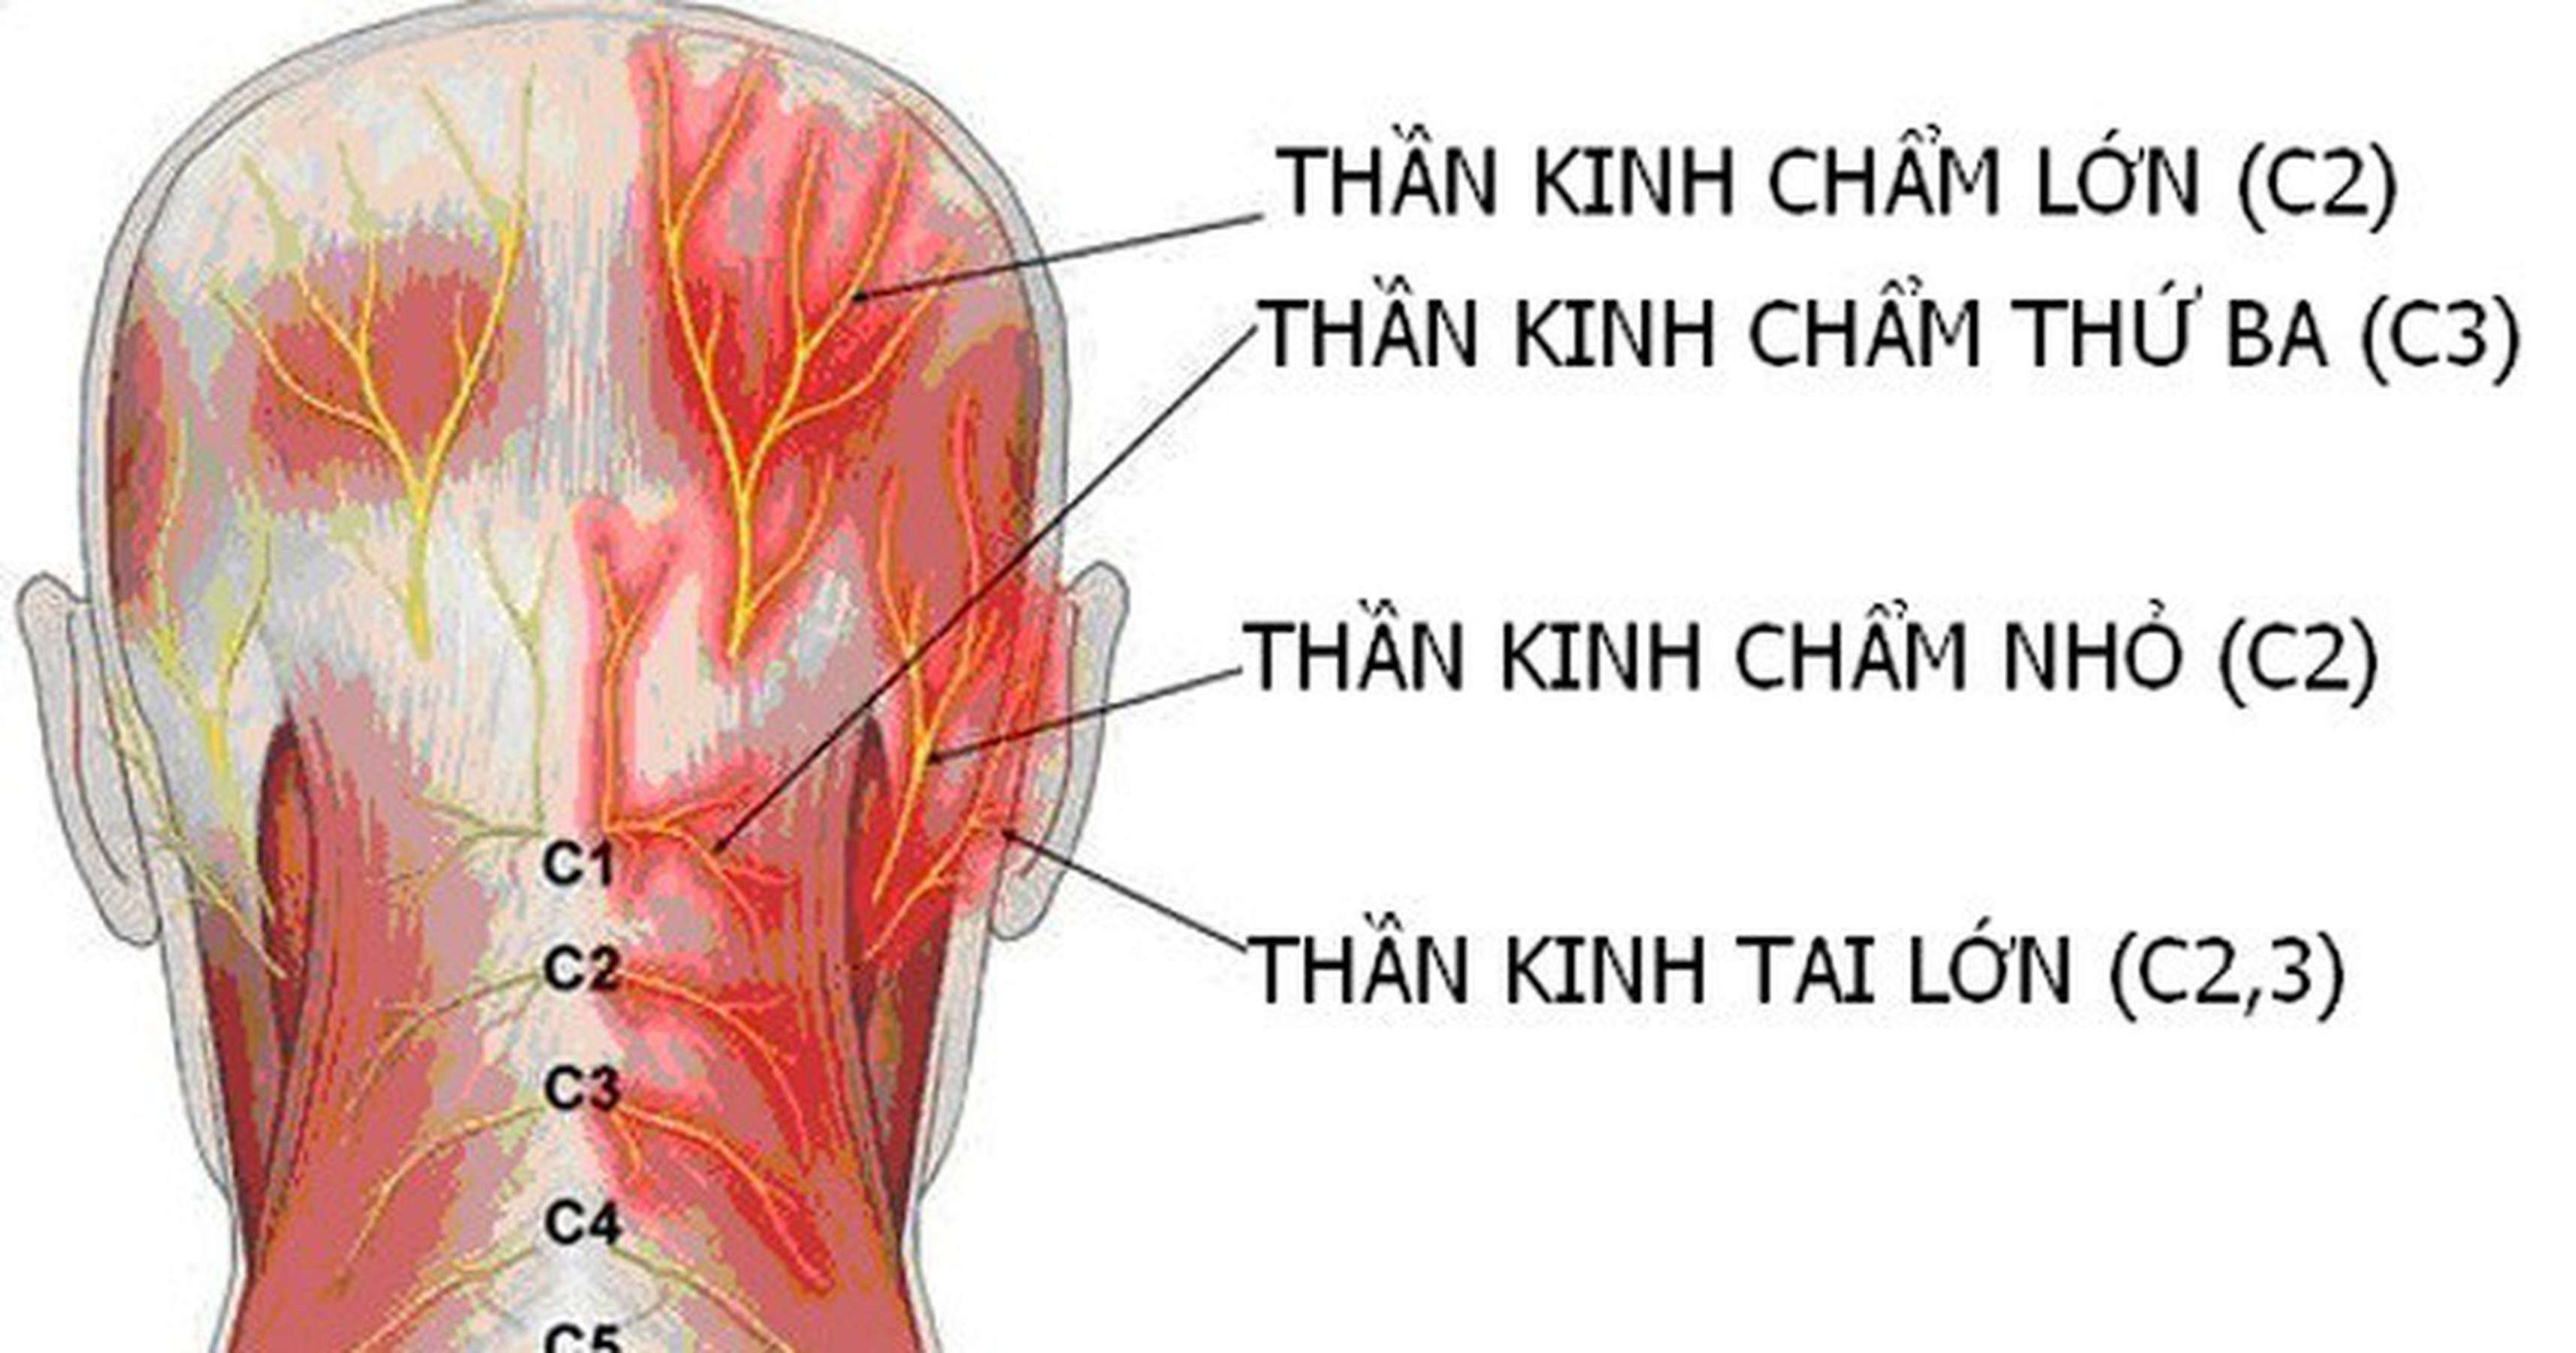 THẦN KINH CHẨM LỚN (C2)
THẦN KINH CHẨM THỨ BA (C3)
THẦN KINH CHẨM NHỎ (C2)
THẦN KINH TAI LỚN (C2,3)
C1
C2
C3
C4
C5